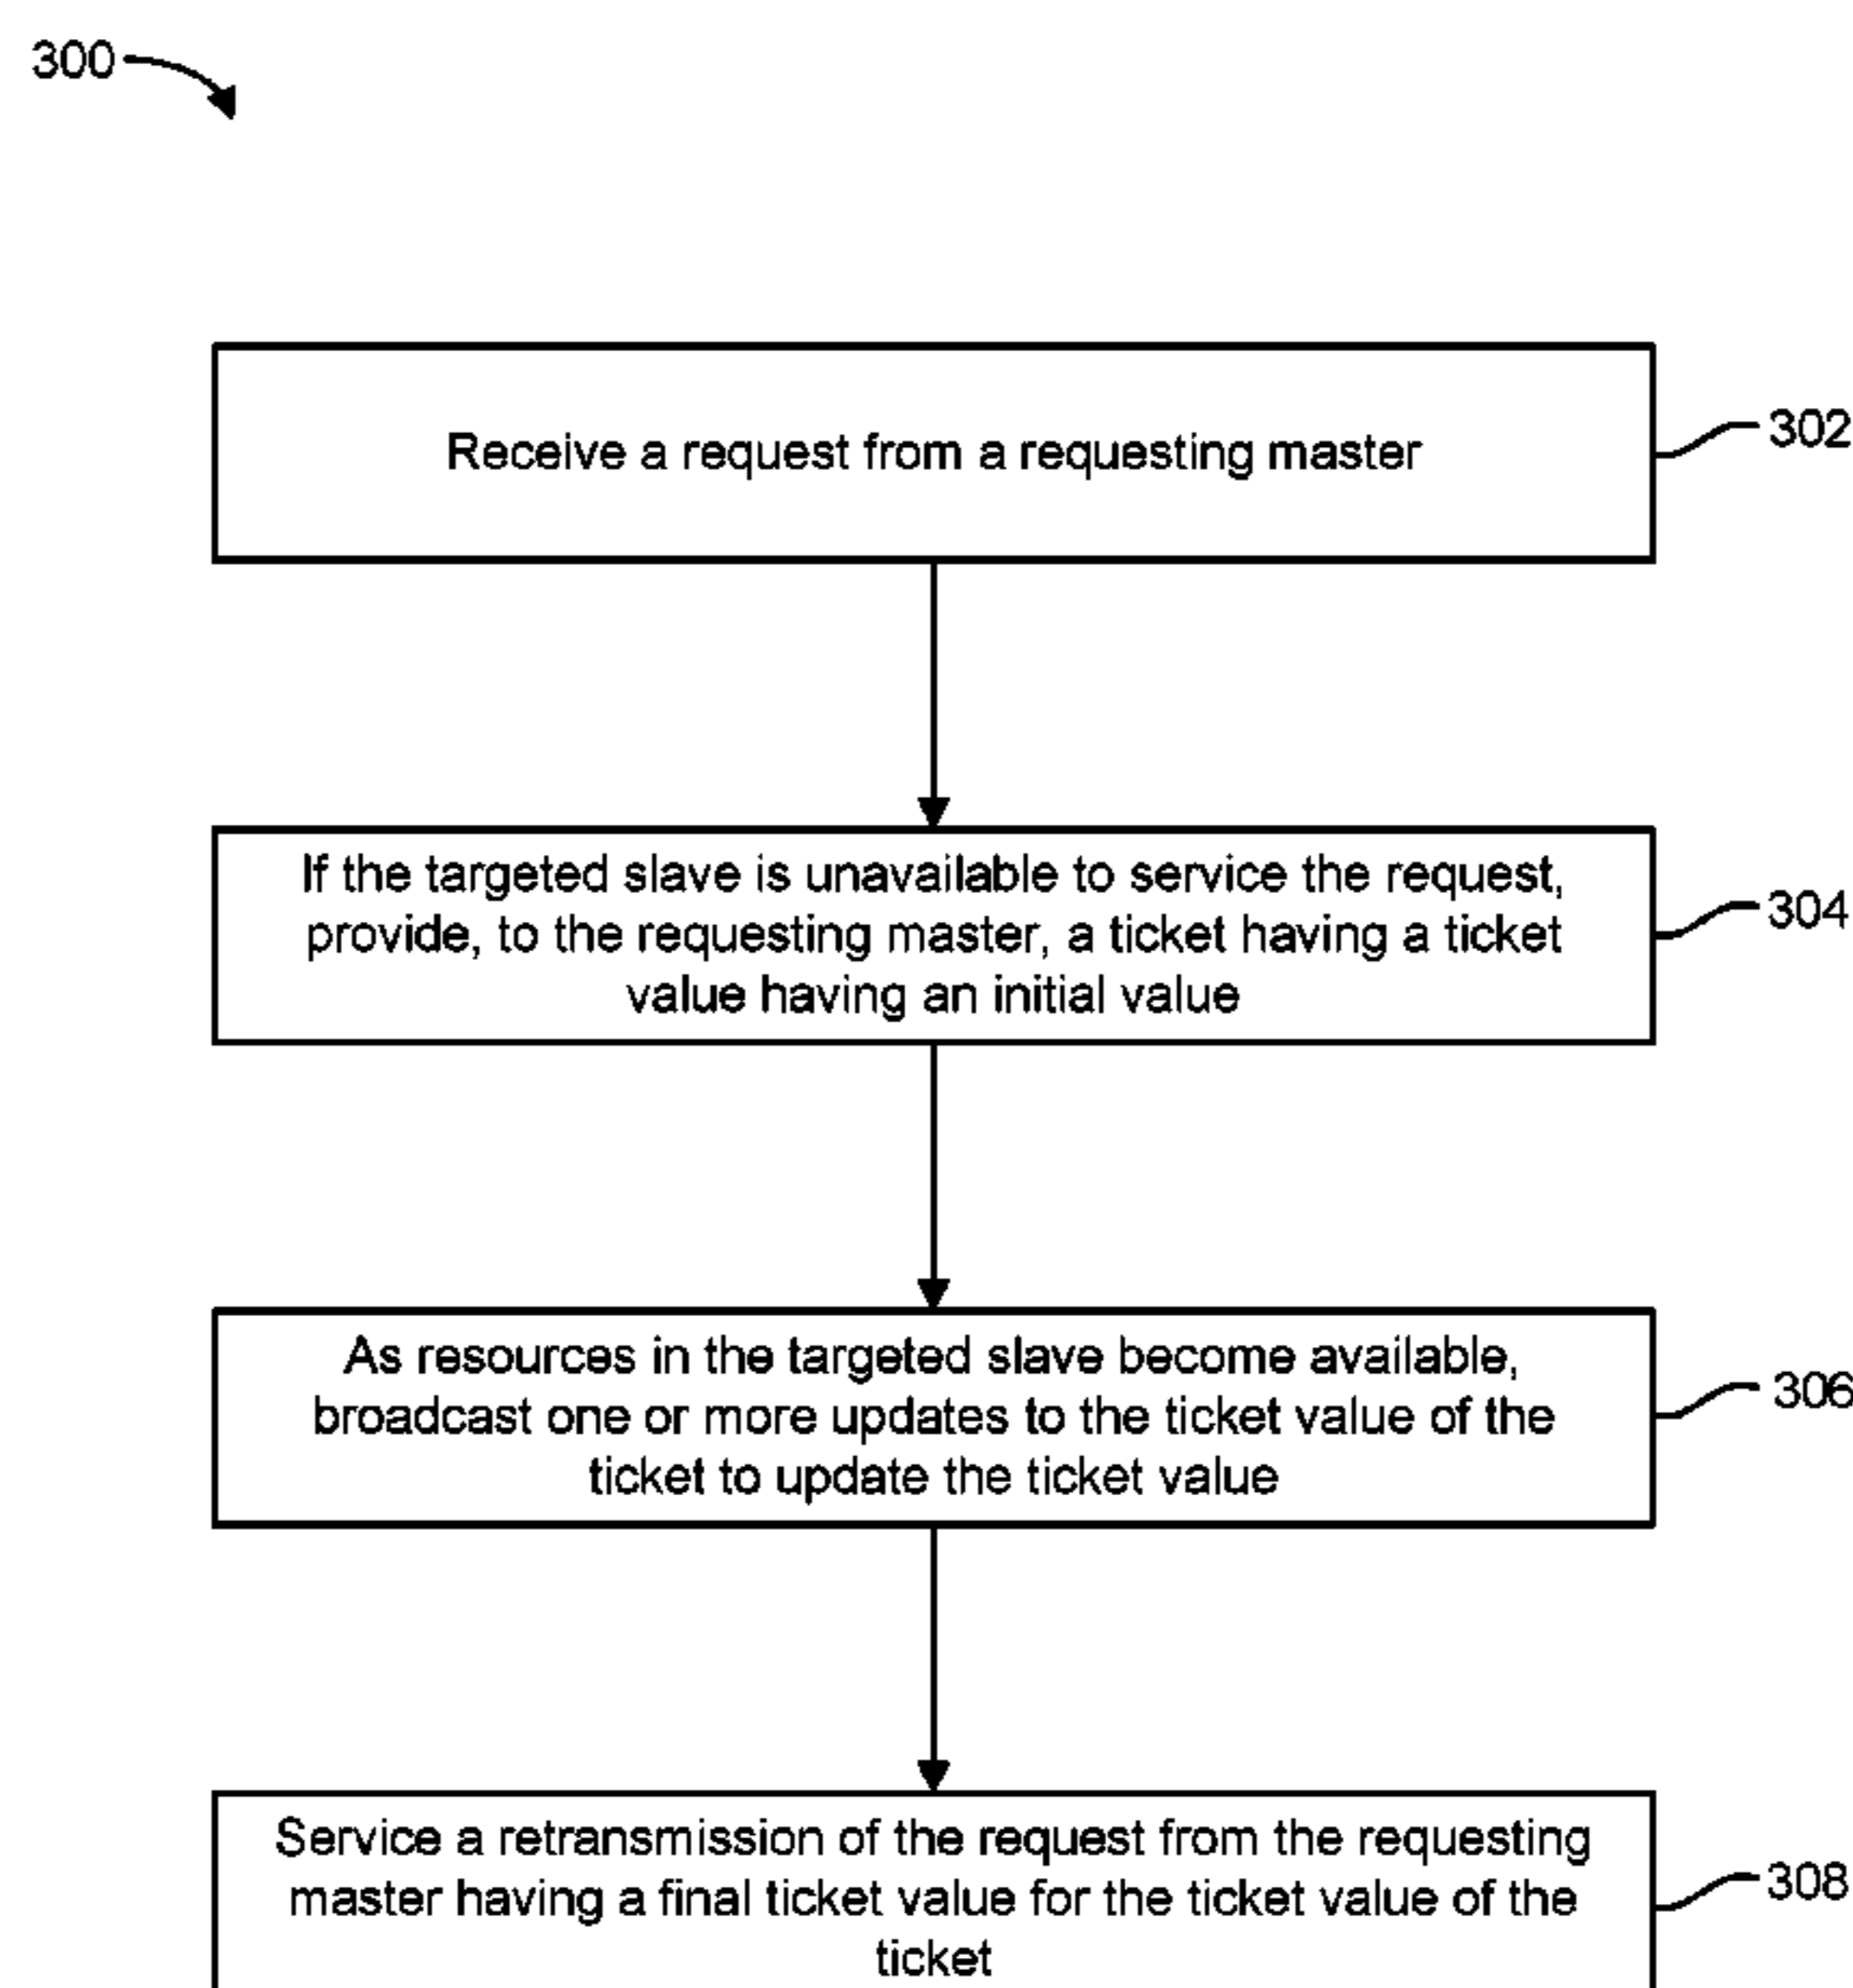 300
Receive a request from a requesting master
302
If the targeted slave is unavailable to service the request,
provide, to the requesting master, a ticket having a ticket
value having an initial value
304
As resources in the targeted slave become available,
broadcast one or more updates to the ticket value of the
ticket to update the ticket value
306
Service a retransmission of the request from the requesting
master having a final ticket value for the ticket value of the
ticket
308